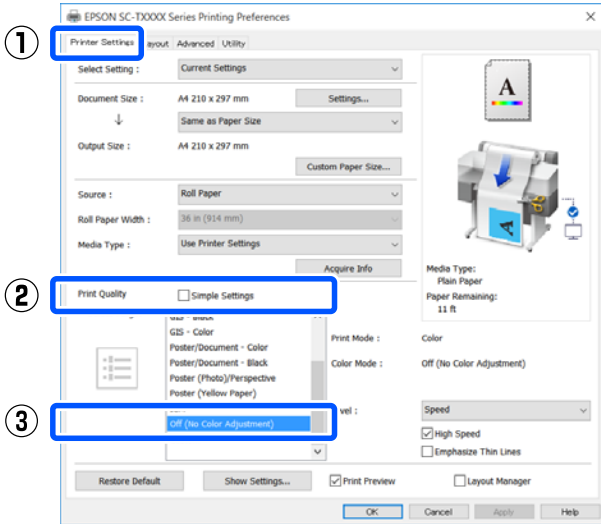 EPSON SC-TXXXX Series Printing Preferences
1
Printer Settings ayout Advanced Utility
Select Setting : Current Settings
Document Size : A4 210 x 297 mm Settings...
Same as Paper Size
Output Size : A4 210 x 297 mm
Custom Paper Size...
Source : Roll Paper
Roll Paper Width : 36 in (914 mm)
Media Type : Use Printer Settings
Acquire Info
A
A
Media Type:
Plain Paper
Paper Remaining:
11 ft
2
Print Quality Simple Settings
GIS - Color
Poster/Document - Color
Poster/Document - Black
Poster (Photo)/Perspective
Poster (Yellow Paper)
3
Off (No Color Adjustment)
Print Mode : Color
Color Mode : Off (No Color Adjustment)
vel : Speed
High Speed
Emphasize Thin Lines
Restore Default Show Settings... Print Preview Layout Manager
OK Cancel Apply Help